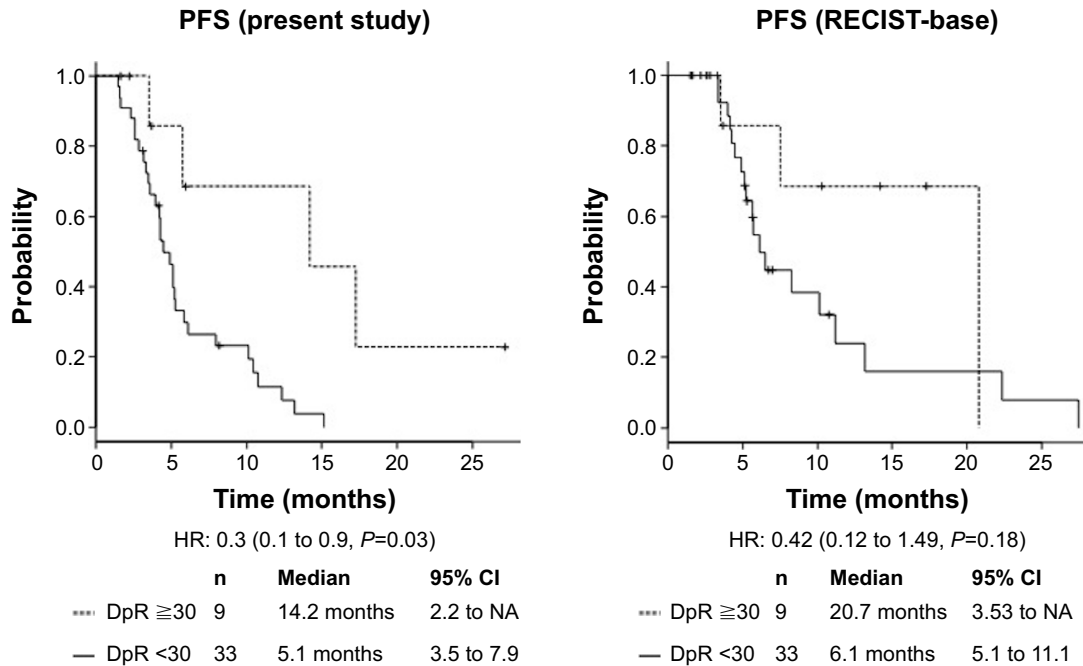 PFS (present study)
1.0
0.8
0.6
0.4
0.2
0.0
Probability
0 5 10 15 20 25
Time (months)
HR: 0.3 (0.1 to 0.9, P=0.03)
n Median 95% CI
DpR ≧30 9 14.2 months 2.2 to NA
DpR <30 33 5.1 months 3.5 to 7.9
PFS (RECIST-base)
1.0
0.8
0.6
0.4
0.2
0.0
Probability
0 5 10 15 20 25
Time (months)
HR: 0.42 (0.12 to 1.49, P=0.18)
n Median 95% CI
DpR ≧30 9 20.7 months 3.53 to NA
DpR <30 33 6.1 months 5.1 to 11.1